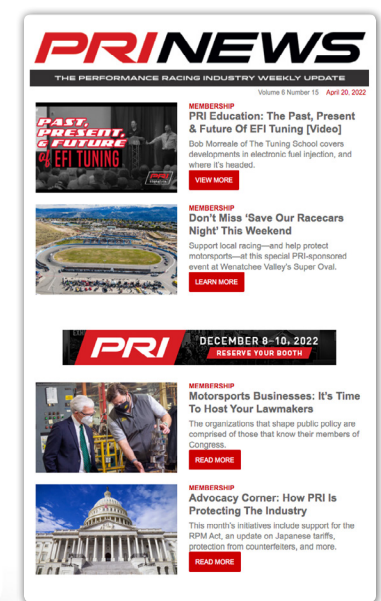 PRINEWS
THE PERFORMANCE RACING INDUSTRY WEEKLY UPDATE
Volume 6 Number 15 April 20, 2022
PAST,
PRESENT,
& FUTURE
of EFI TUNING
PRI
MEMBERSHIP
PRI Education: The Past, Present
& Future Of EFI Tuning [Video]
Bob Morreale of The Tuning School covers
developments in electronic fuel injection, and
where it's headed.
VIEW MORE
MEMBERSHIP
Don't Miss 'Save Our Racecars
Night' This Weekend
Support local racing—and help protect
motorsports—at this special PRI-sponsored
event at Wenatchee Valley's Super Oval.
LEARN MORE
PRI
DECEMBER 8–10, 2022
RESERVE YOUR BOOTH
MEMBERSHIP
Motorsports Businesses: It's Time
To Host Your Lawmakers
The organizations that shape public policy are
comprised of those that know their members of
Congress.
READ MORE
MEMBERSHIP
Advocacy Corner: How PRI Is
Protecting The Industry
This month's initiatives include support for the
RPM Act, an update on Japanese tariffs,
protection from counterfeiters, and more.
READ MORE